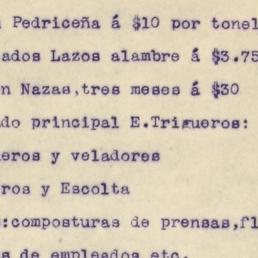 Pedriceña á $10 por tonel
ados Lazos alambre á $3.75
n Nazas,tres meses á $30
do principal E.Trigueros:
eros y veladores
ros y Escolta
:composturas de prensas,fl
s de empleados etc.